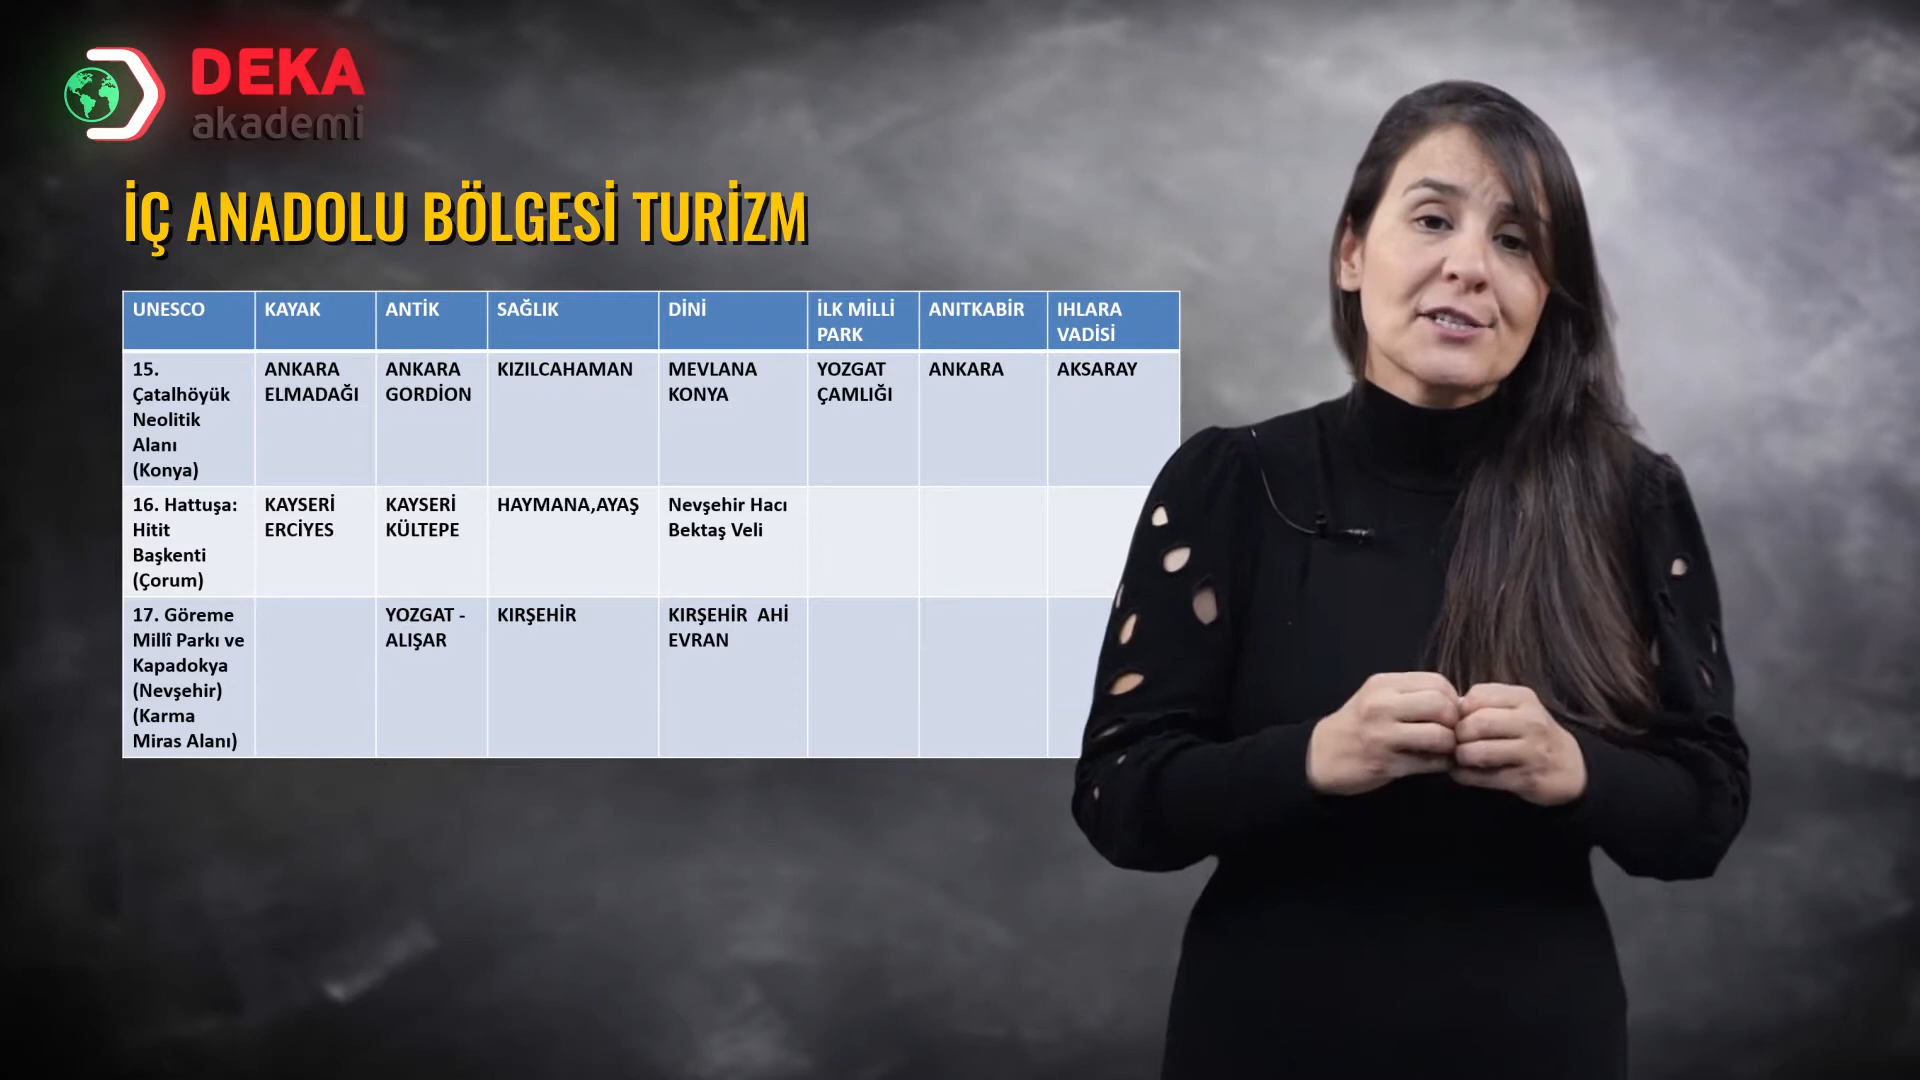 DEKA
akademi
İÇ ANADOLU BÖLGESİ TURİZM
UNESCO KAYAK ANTİK SAĞLIK DİNİ İLK MİLLİ PARK ANITKABİR IHLARA VADİSİ
15. Çatalhöyük Neolitik Alanı (Konya) ANKARA ELMADAĞI ANKARA GORDİON KIZILCAHAMAN MEVLANA KONYA YOZGAT ÇAMLIĞI ANKARA AKSARAY
16. Hattuşa: Hitit Başkenti (Çorum) KAYSERİ ERCİYES KAYSERİ KÜLTEPE HAYMANA,AYAŞ Nevşehir Hacı Bektaş Veli
17. Göreme Millî Parkı ve Kapadokya (Nevşehir) (Karma Miras Alanı) YOZGAT - ALIŞAR KIRŞEHİR KIRŞEHİR AHİ EVRAN